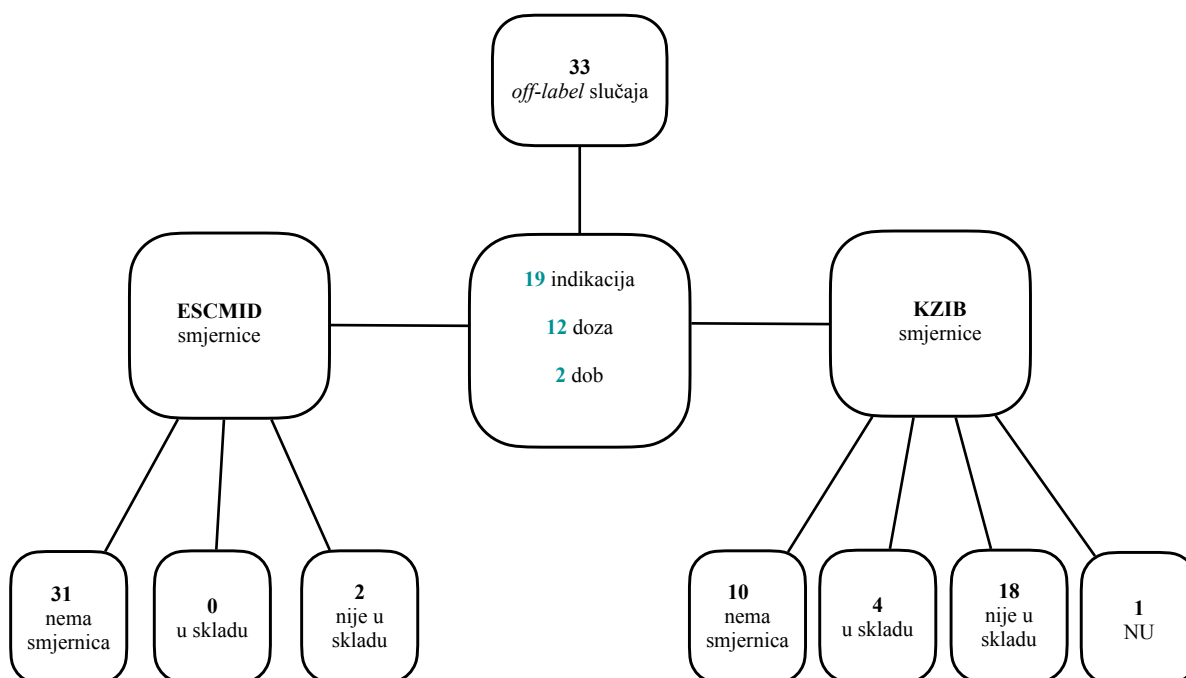 33
off-label slučaja
19 indikacija
12 doza
2 dob
ESCMID
smjernice
KZIB
smjernice
31
nema
smjernica
0
u skladu
2
nije u
skladu
10
nema
smjernica
4
u skladu
18
nije u
skladu
1
NU